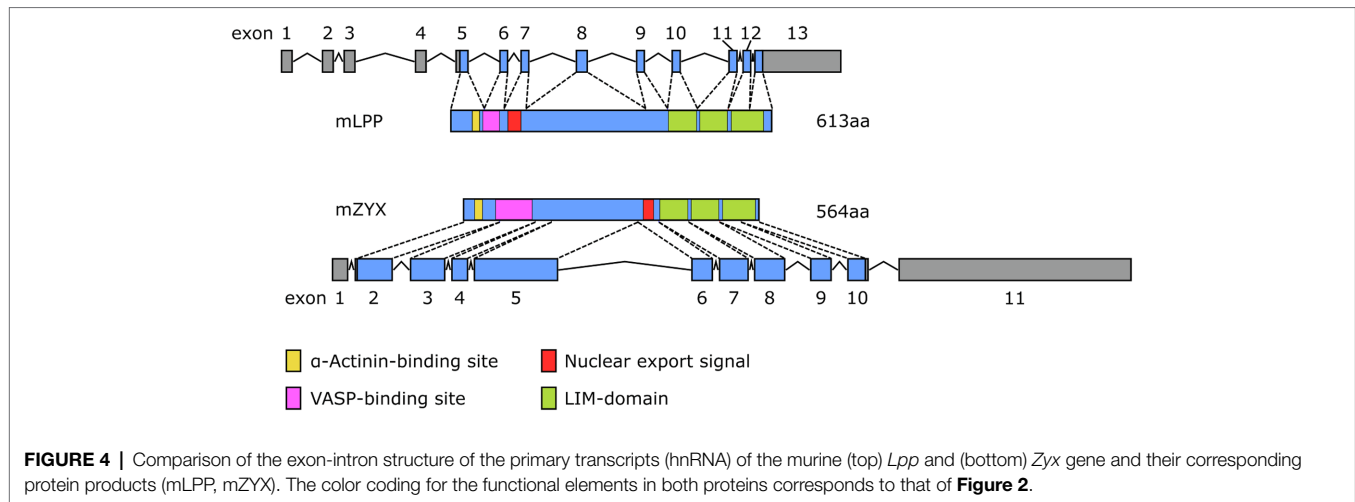 exon 1 2 3 4 5 6 7 8 9 10 11 12 13
mLPP 613aa
mZYX 564aa
exon 1 2 3 4 5 6 7 8 9 10 11
α-Actinin-binding site Nuclear export signal
VASP-binding site LIM-domain
FIGURE 4 | Comparison of the exon-intron structure of the primary transcripts (hnRNA) of the murine (top) Lpp and (bottom) Zyx gene and their corresponding
protein products (mLPP, mZYX). The color coding for the functional elements in both proteins corresponds to that of Figure 2.